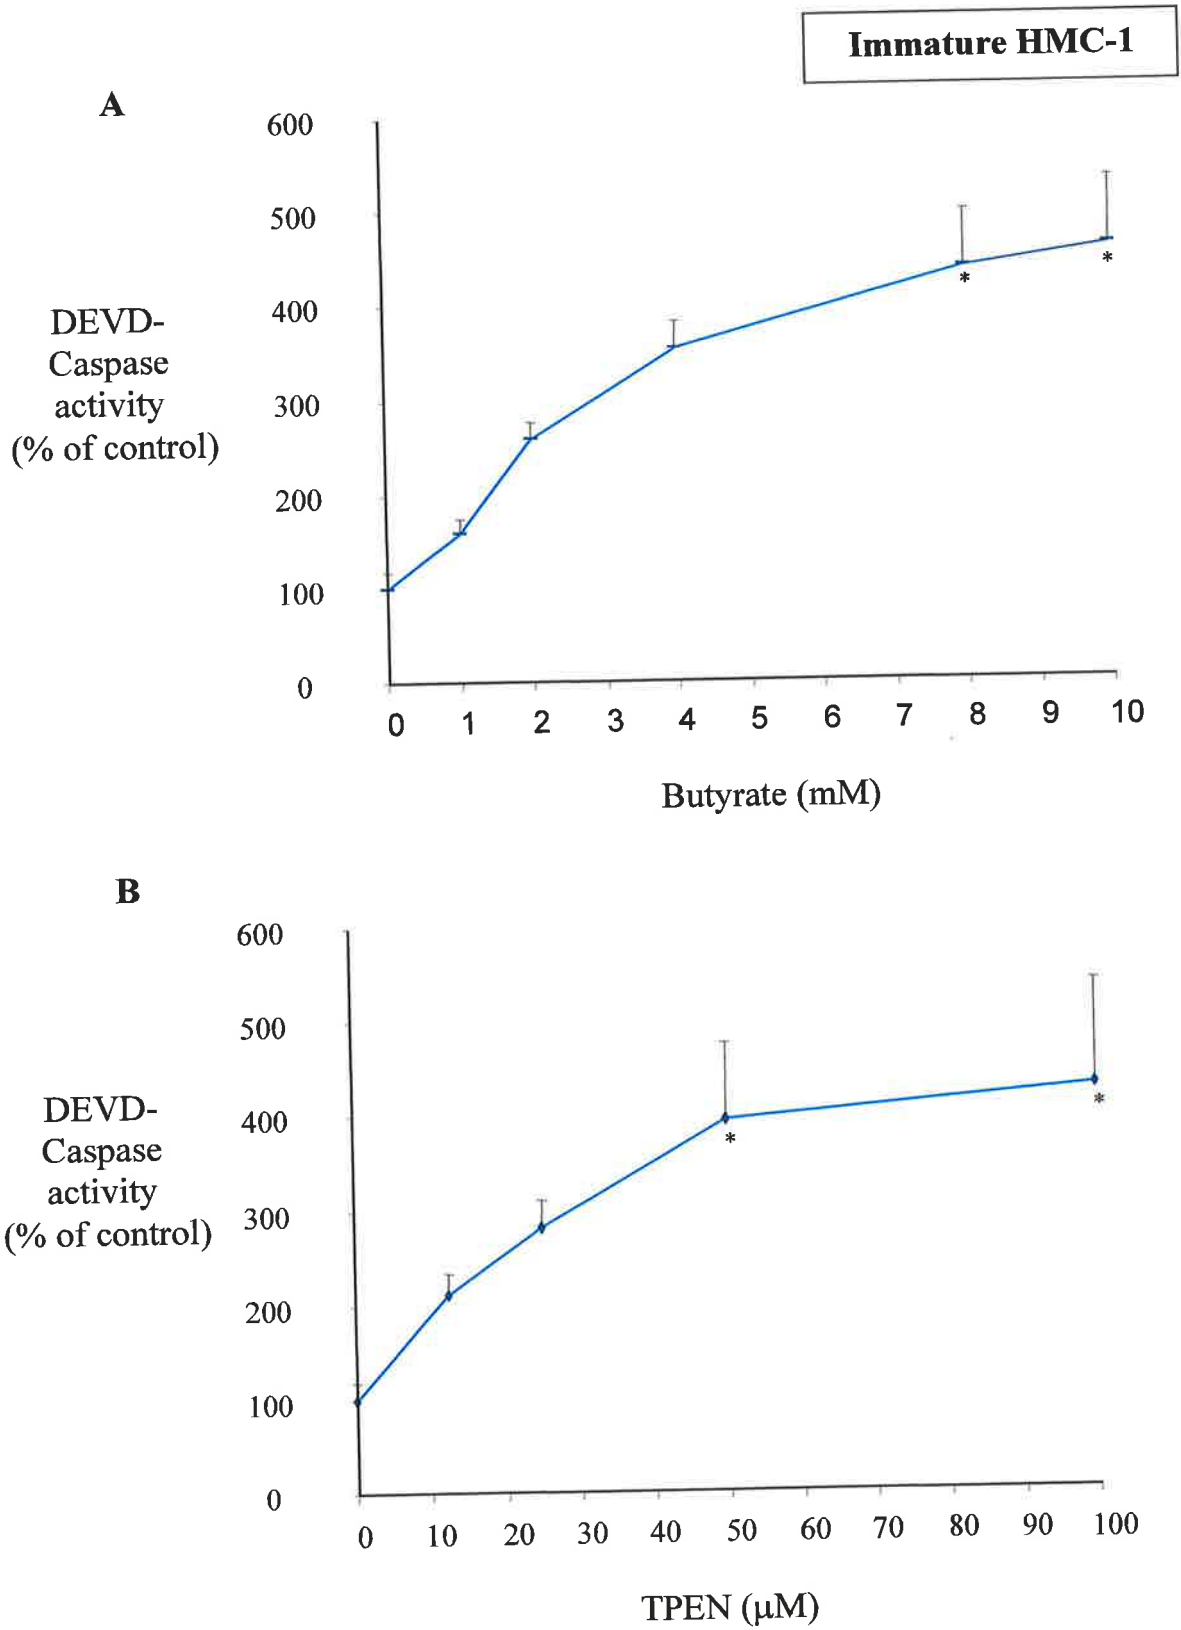 Immature HMC-1
A
600
500
400
300
200
100
0
DEVD-
Caspase
activity
(% of control)
0 1 2 3 4 5 6 7 8 9 10
Butyrate (mM)
* *
B
600
500
400
300
200
100
0
DEVD-
Caspase
activity
(% of control)
0 10 20 30 40 50 60 70 80 90 100
TPEN (μM)
* *